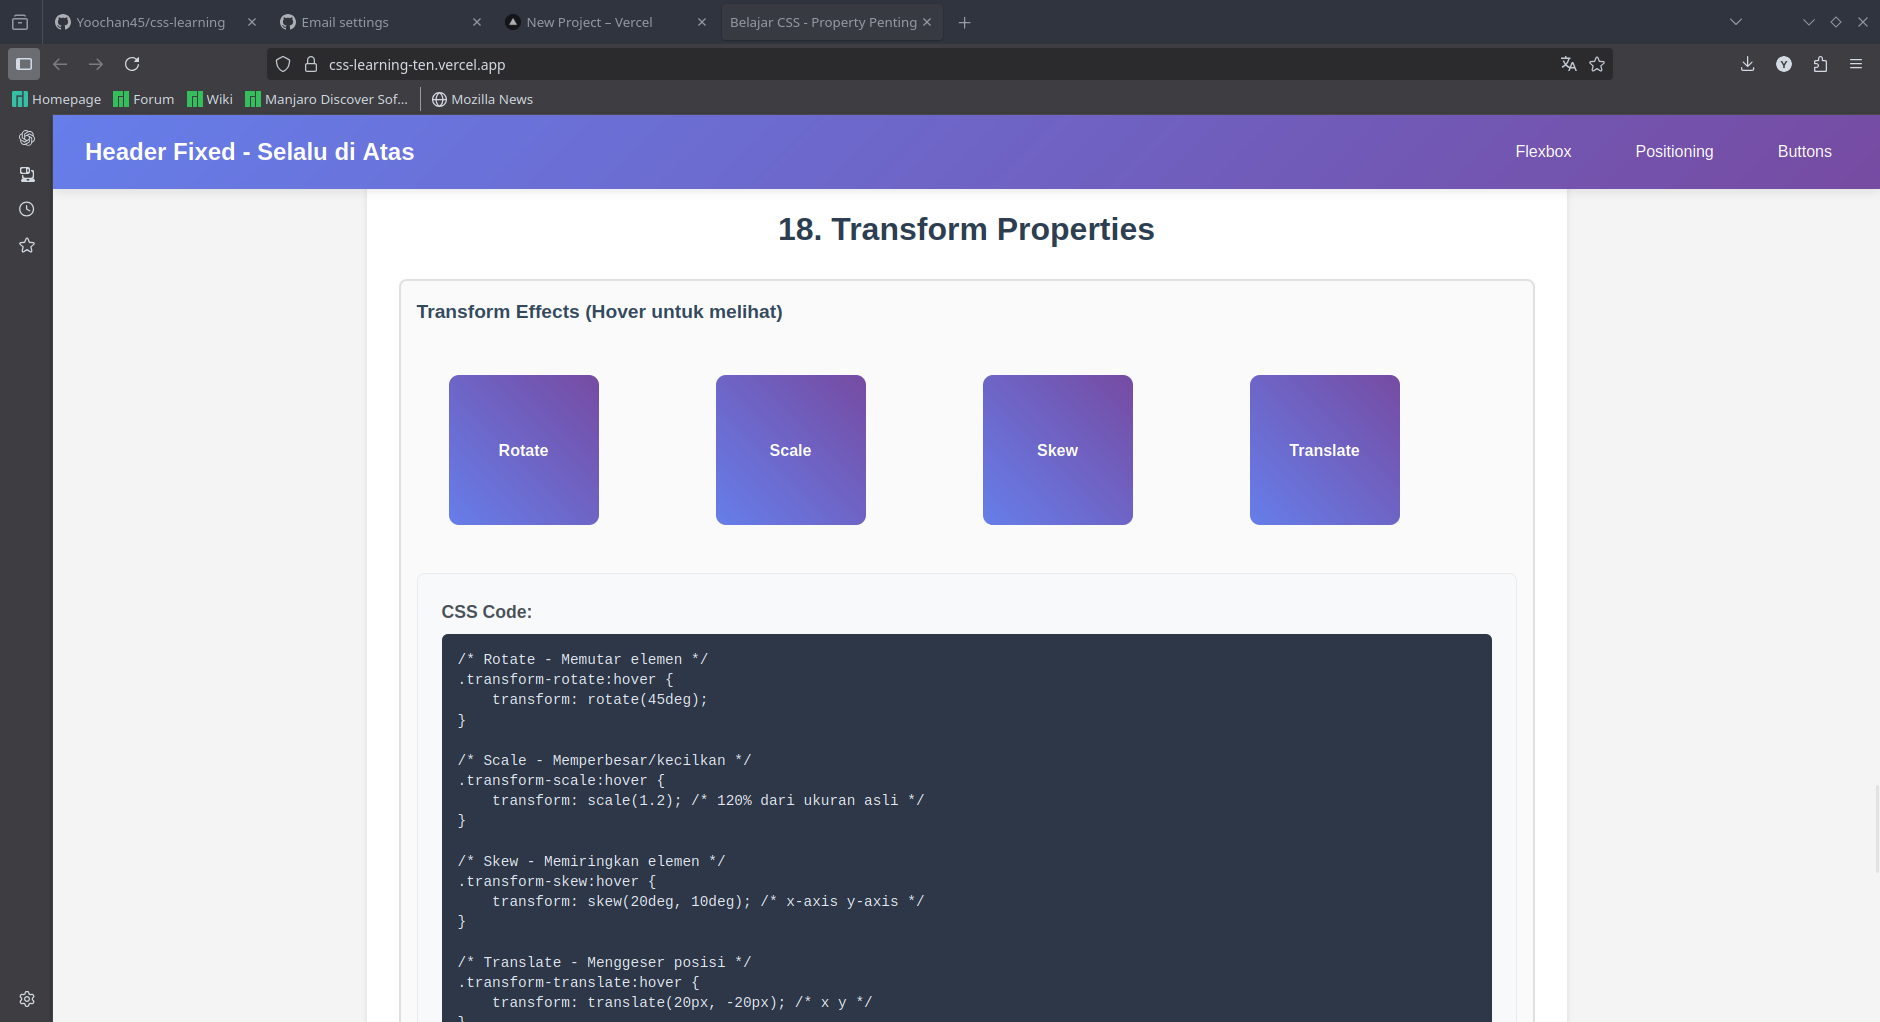 Yoochan45/css-learning
Email settings
New Project – Vercel
Belajar CSS - Property Penting
css-learning-ten.vercel.app
Y
Homepage
Forum
Wiki
Manjaro Discover Sof...
Mozilla News
Header Fixed - Selalu di Atas
Flexbox
Positioning
Buttons
18. Transform Properties
Transform Effects (Hover untuk melihat)
Rotate
Scale
Skew
Translate
CSS Code:
/* Rotate - Memutar elemen */
.transform-rotate:hover {
    transform: rotate(45deg);
}
/* Scale - Memperbesar/kecilkan */
.transform-scale:hover {
    transform: scale(1.2); /* 120% dari ukuran asli */
}
/* Skew - Memiringkan elemen */
.transform-skew:hover {
    transform: skew(20deg, 10deg); /* x-axis y-axis */
}
/* Translate - Menggeser posisi */
.transform-translate:hover {
    transform: translate(20px, -20px); /* x y */
}